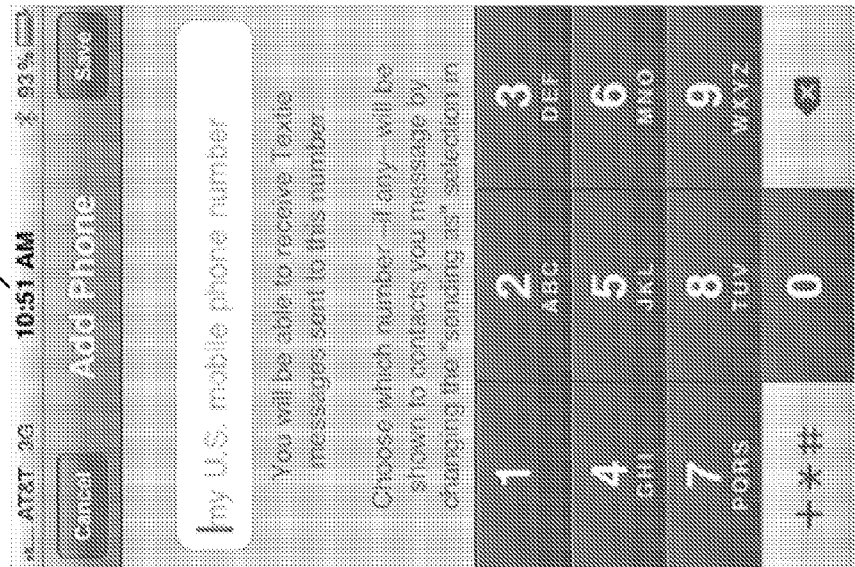 AT&T 3G 10:51 AM 93%
Cancel Add Phone Save
my U.S. mobile phone number
You will be able to receive Textie
messages sent to this number.
Choose which number--if any--will be
shown to contacts you message by
changing the "sending as" selection in
1 2 ABC 3 DEF
4 GHI 5 JKL 6 MNO
7 PQRS 8 TUV 9 WXYZ
+*# 0